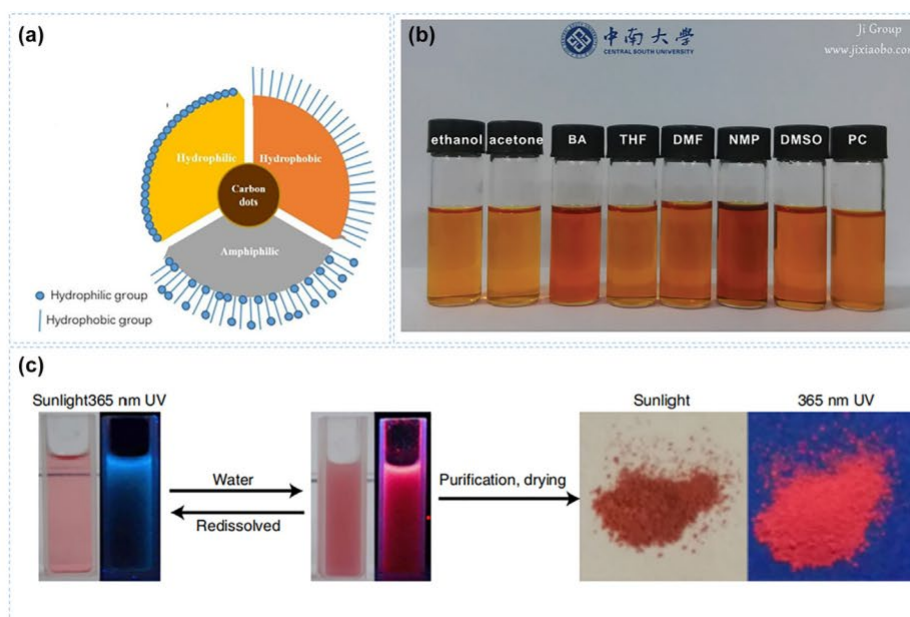 (a)
Hydrophilic
Hydrophobic
Carbon
dots
Amphiphilic
Hydrophilic group
Hydrophobic group
(b)
中南大学
CENTRAL SOUTH UNIVERSITY
Ji Group
www.jixiaobo.com
ethanol acetone BA THF DMF NMP DMSO PC
(c)
Sunlight365 nm UV
Water
Redissolved
Purification, drying
Sunlight
365 nm UV